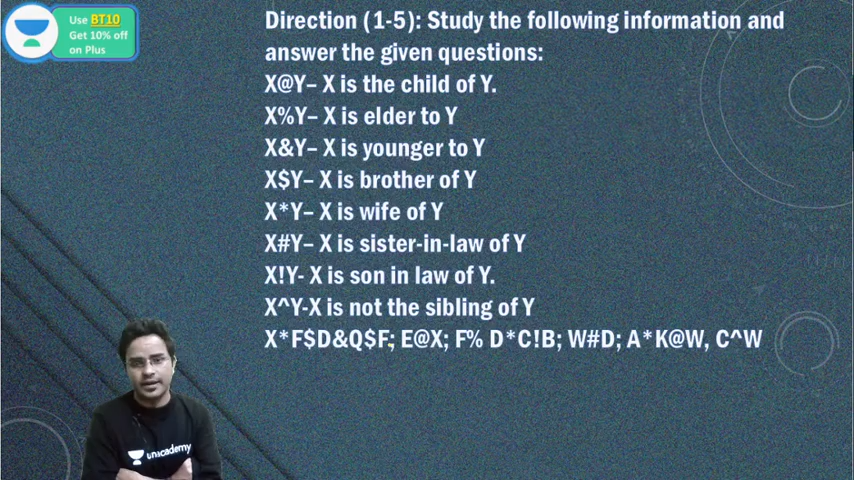 Use BT10
Get 10% off
on Plus
Direction (1-5): Study the following information and
answer the given questions:
X@Y– X is the child of Y.
X%Y– X is elder to Y
X&Y– X is younger to Y
X$Y– X is brother of Y
X*Y– X is wife of Y
X#Y– X is sister-in-law of Y
X!Y- X is son in law of Y.
X^Y-X is not the sibling of Y
X*F$D&Q$F; E@X; F% D*C!B; W#D; A*K@W, C^W
unacademy